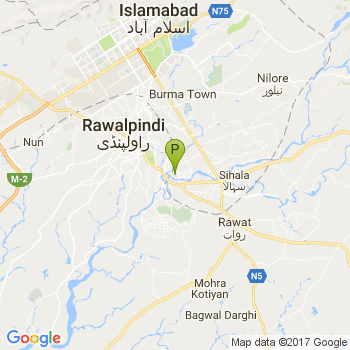 Islamabad
اسلام آباد
N75
Nilore
نیلور
Burma Town
Rawalpindi
راولپنڈی
Nun
P
Sihala
سہالا
M-2
Rawat
روات
N5
Mohra
Kotiyan
Bagwal Darghi
Google
Map data ©2017 Google